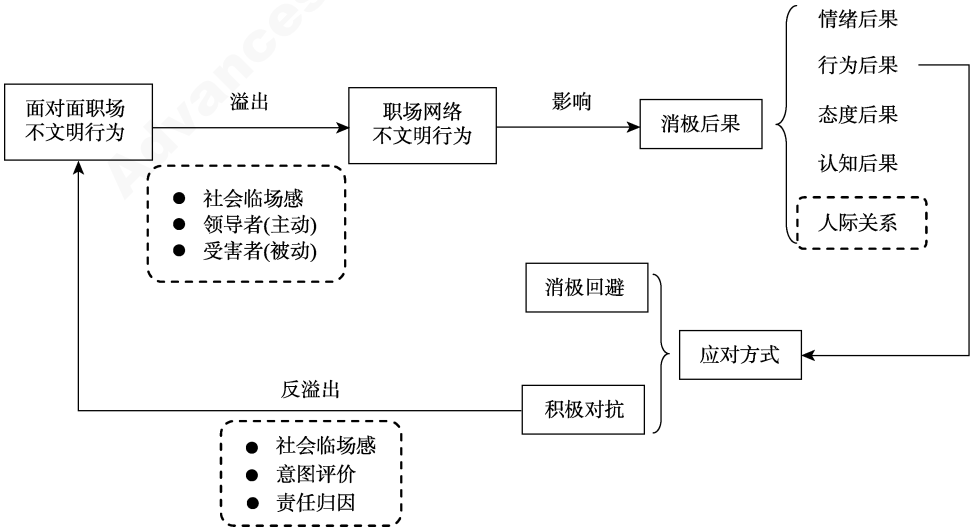 面对面职场
不文明行为
溢出
职场网络
不文明行为
影响
消极后果
情绪后果
行为后果
态度后果
认知后果
人际关系
社会临场感
领导者(主动)
受害者(被动)
消极回避
应对方式
积极对抗
反溢出
社会临场感
意图评价
责任归因
Advances